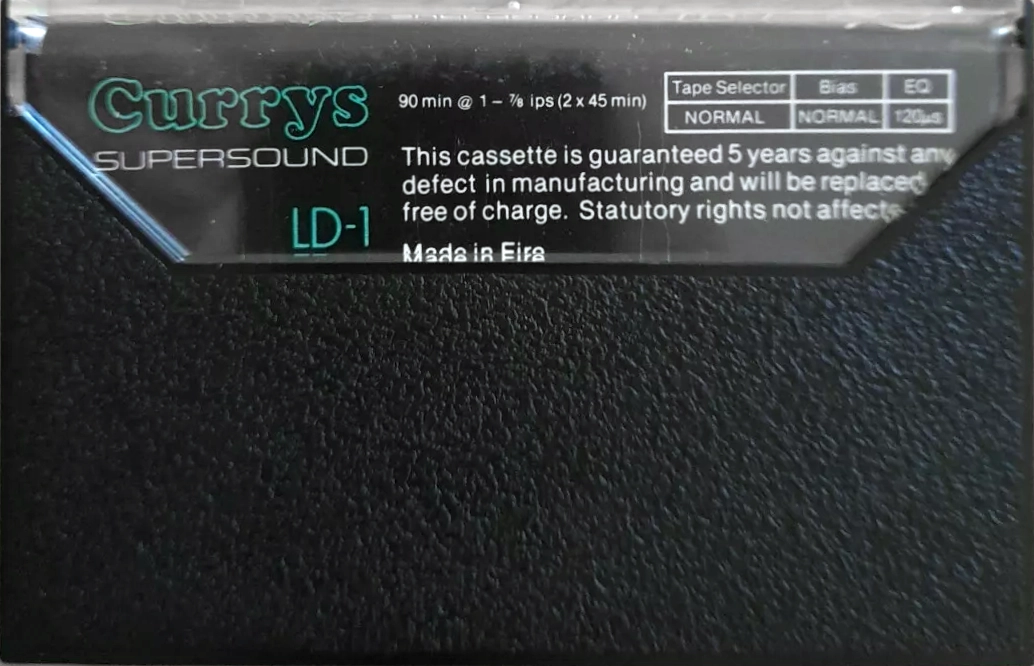 Currys
SUPERSOUND
LD-1
90 min @ 1 – ⅞ ips (2 x 45 min)
Tape Selector Bias EQ
NORMAL NORMAL 120µs
This cassette is guaranteed 5 years against any
defect in manufacturing and will be replaced
free of charge. Statutory rights not affected
Made in Eire